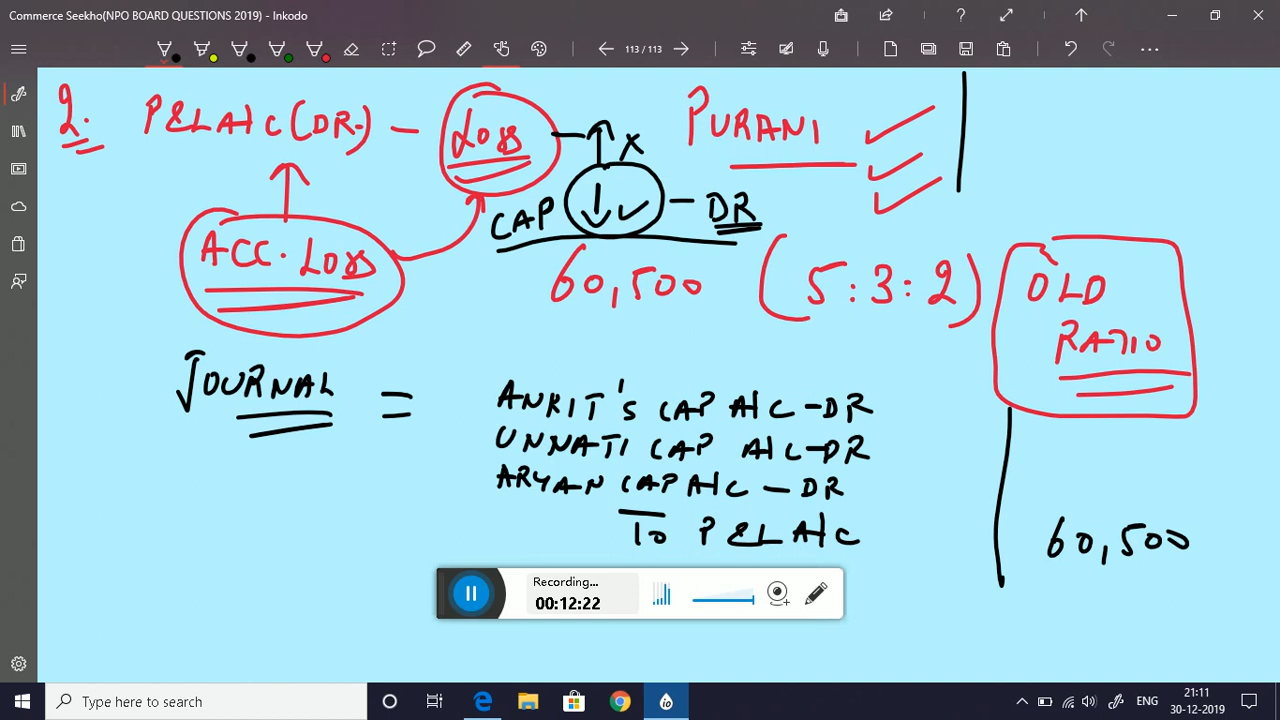 Commerce Seekho(NPO BOARD QUESTIONS 2019) - Inkodo
113 / 113
2. P&L A/C (DR.) - Loss PURANI
X
CAP - DR
ACC. Loss
60,500 (5:3:2) OLD RATIO
JOURNAL = ANKIT'S CAP A/C - DR
UNNATI CAP A/C - DR
ARYAN CAP A/C - DR
To P&L A/C 60,500
Recording...
00:12:22
Type here to search
io
ENG
21:11
30-12-2019